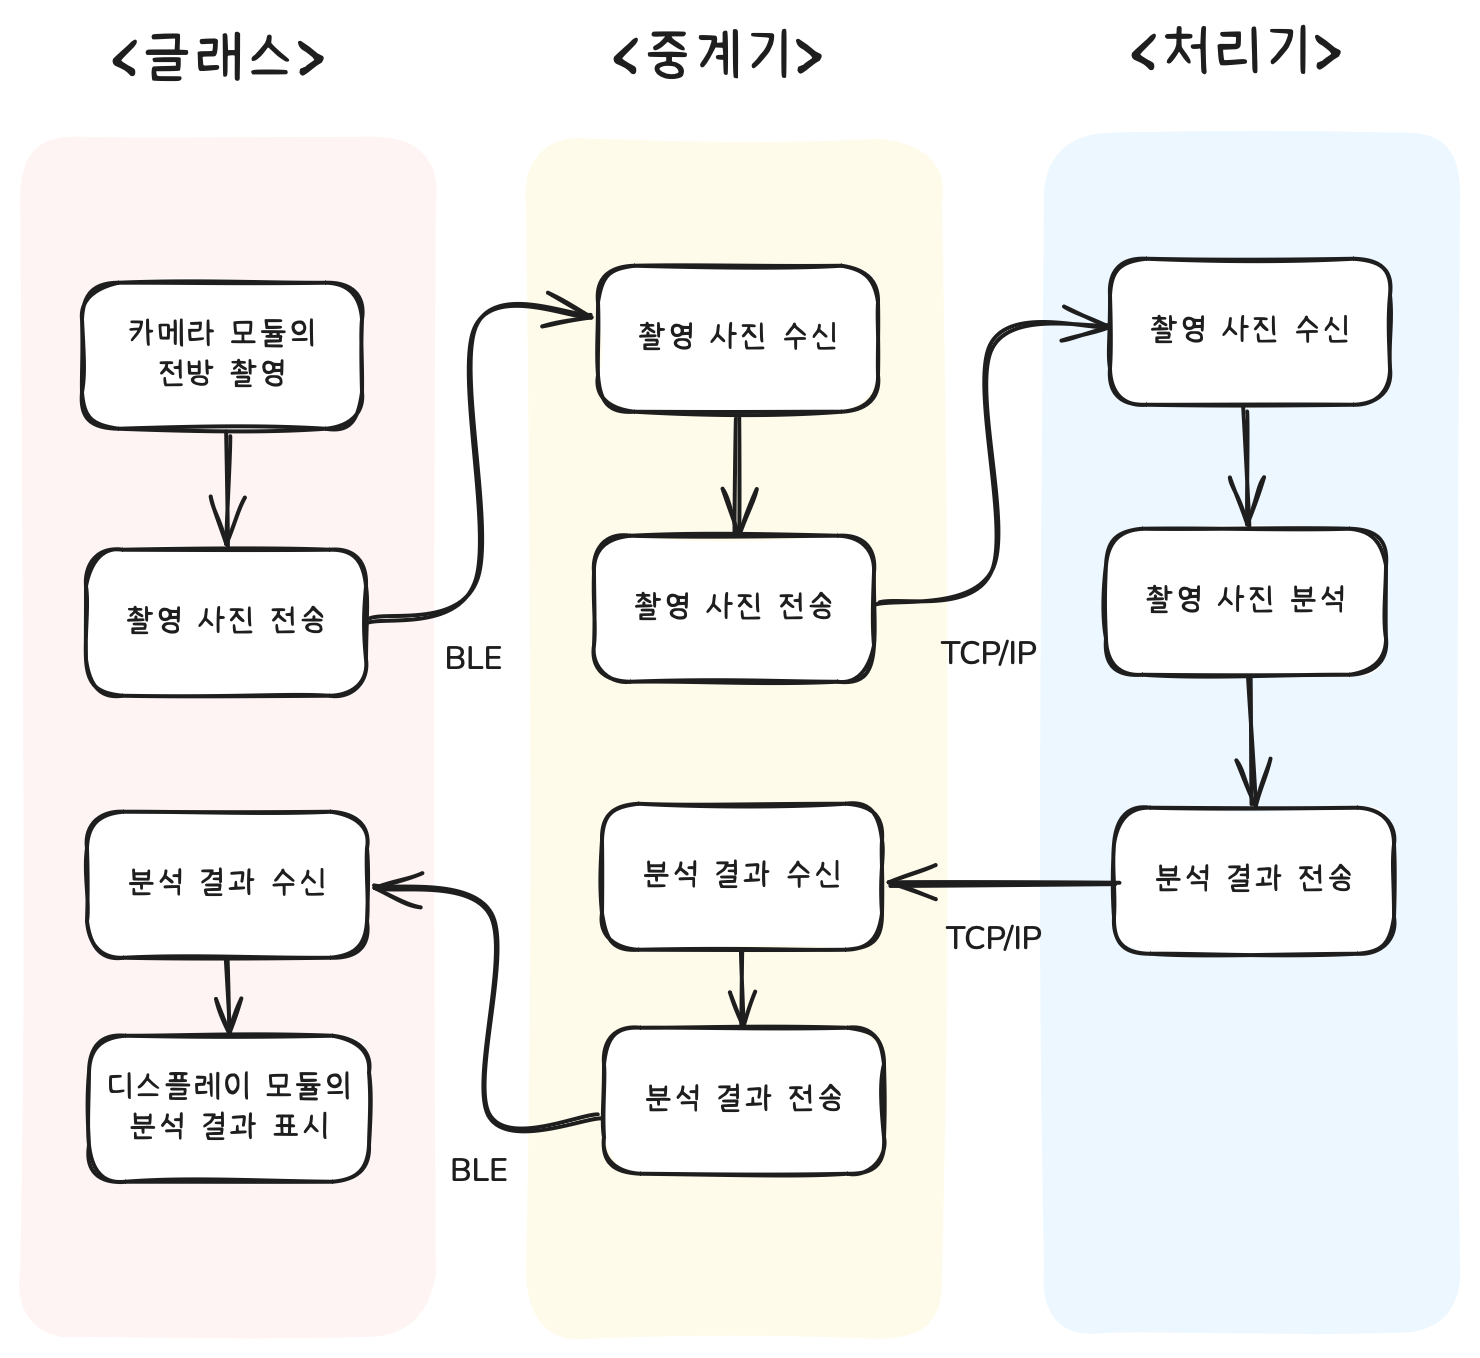 <글래스>
<중계기>
<처리기>
카메라 모듈의
전방 촬영
촬영 사진 전송
BLE
촬영 사진 수신
촬영 사진 전송
TCP/IP
촬영 사진 수신
촬영 사진 분석
분석 결과 전송
TCP/IP
분석 결과 수신
분석 결과 전송
BLE
분석 결과 수신
디스플레이 모듈의
분석 결과 표시